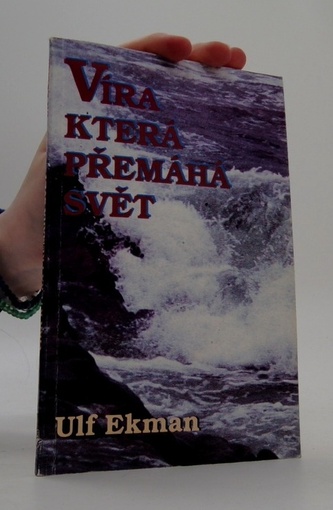 VÍRA
KTERÁ
PŘEMÁHÁ
SVĚT
Ulf Ekman